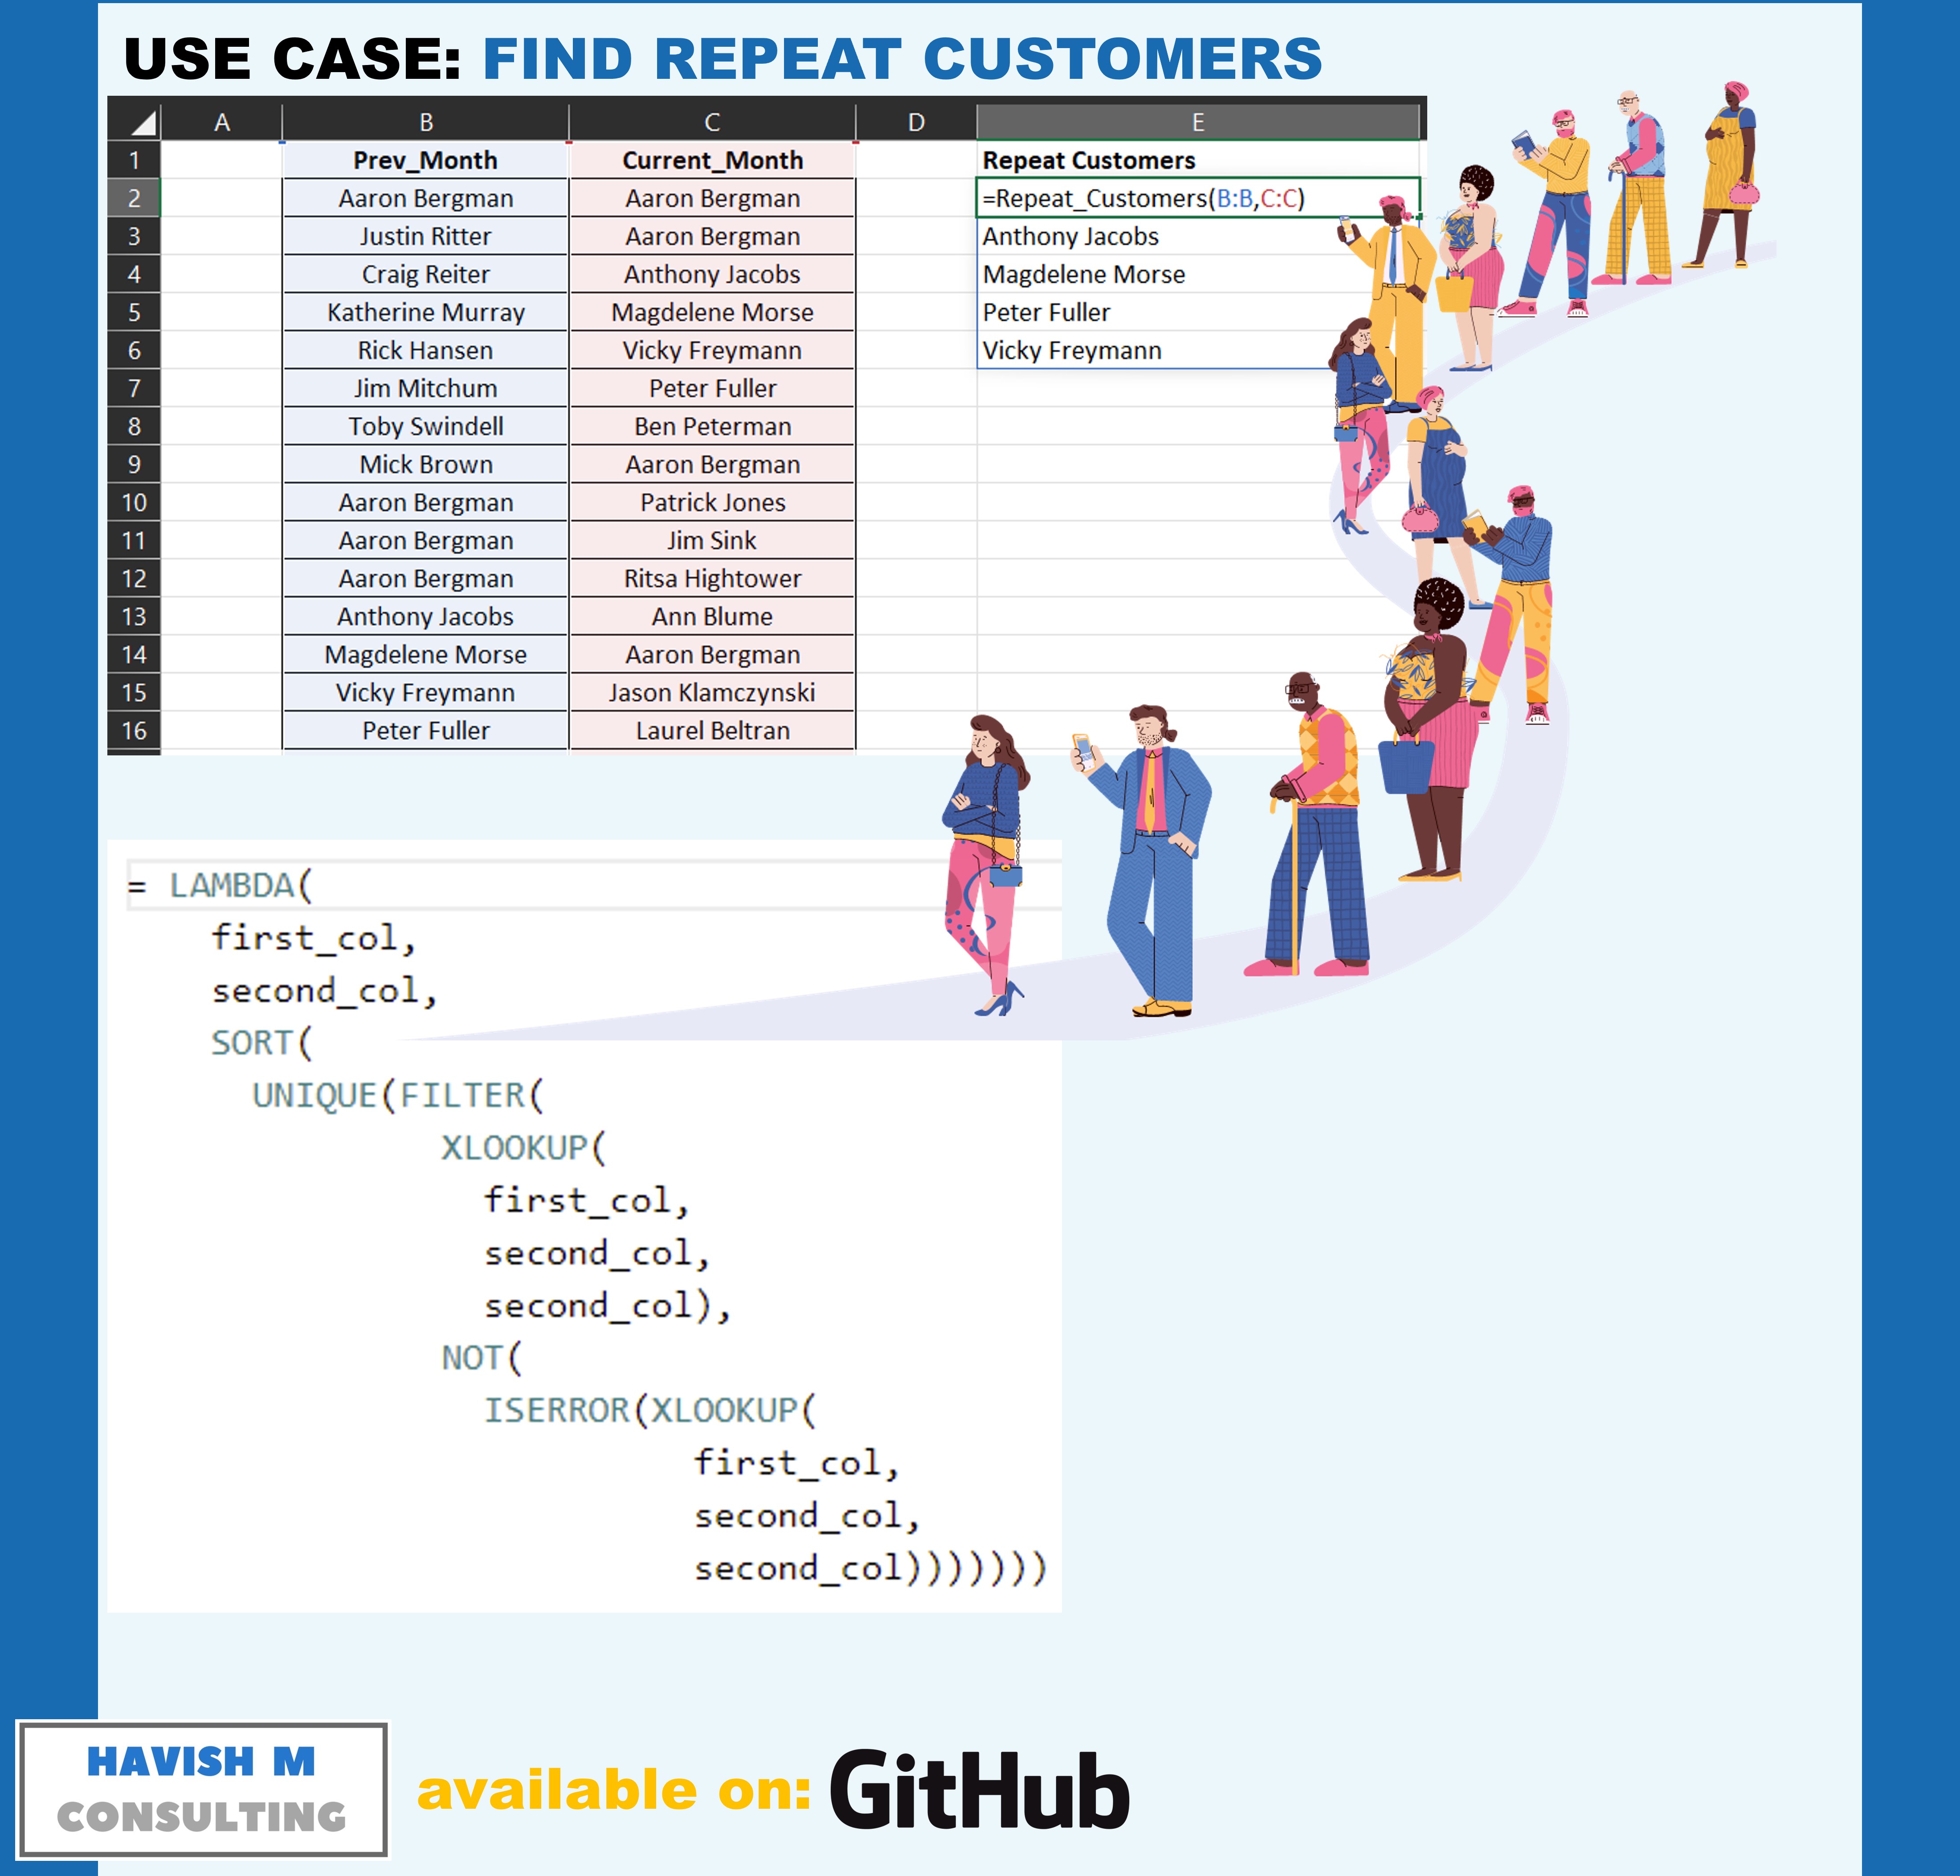 USE CASE: FIND REPEAT CUSTOMERS
A B C D E
1 Prev_Month Current_Month Repeat Customers
2 Aaron Bergman Aaron Bergman =Repeat_Customers(B:B,C:C)
3 Justin Ritter Aaron Bergman Anthony Jacobs
4 Craig Reiter Anthony Jacobs Magdelene Morse
5 Katherine Murray Magdelene Morse Peter Fuller
6 Rick Hansen Vicky Freymann Vicky Freymann
7 Jim Mitchum Peter Fuller
8 Toby Swindell Ben Peterman
9 Mick Brown Aaron Bergman
10 Aaron Bergman Patrick Jones
11 Aaron Bergman Jim Sink
12 Aaron Bergman Ritsa Hightower
13 Anthony Jacobs Ann Blume
14 Magdelene Morse Aaron Bergman
15 Vicky Freymann Jason Klamczynski
16 Peter Fuller Laurel Beltran
= LAMBDA(
first_col,
second_col,
SORT(
UNIQUE(FILTER(
XLOOKUP(
first_col,
second_col,
second_col),
NOT(
ISERROR(XLOOKUP(
first_col,
second_col,
second_col)))))))
HAVISH M
CONSULTING
available on: GitHub